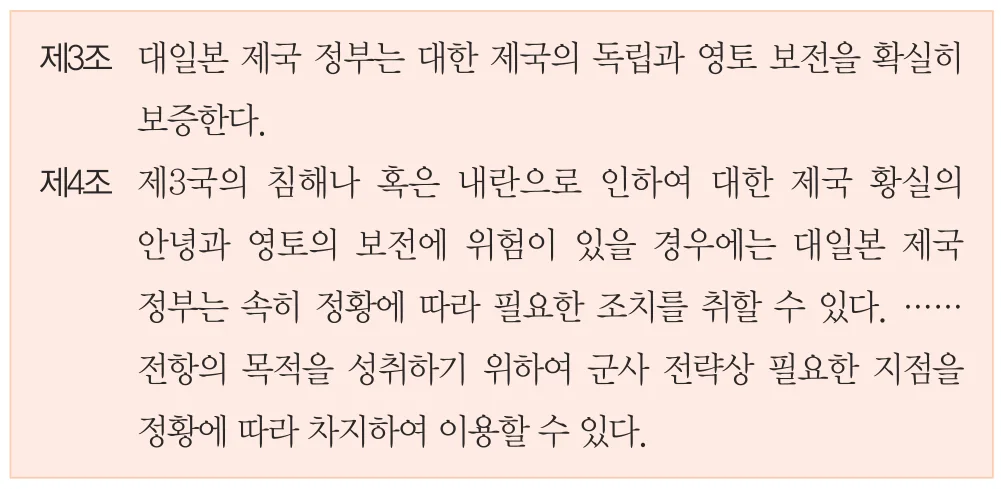 제3조 대일본 제국 정부는 대한 제국의 독립과 영토 보전을 확실히
보증한다.
제4조 제3국의 침해나 혹은 내란으로 인하여 대한 제국 황실의
안녕과 영토의 보전에 위험이 있을 경우에는 대일본 제국
정부는 속히 정황에 따라 필요한 조치를 취할 수 있다. ……
전항의 목적을 성취하기 위하여 군사 전략상 필요한 지점을
정황에 따라 차지하여 이용할 수 있다.